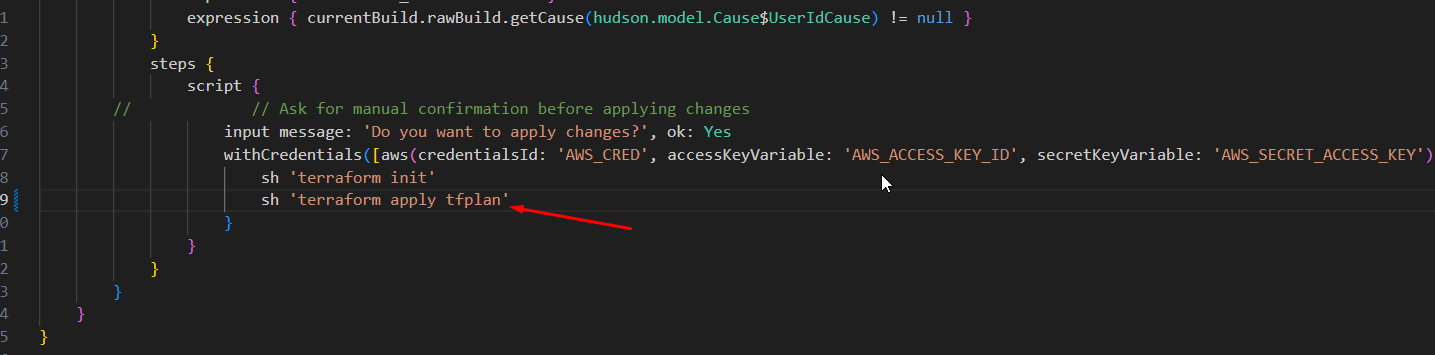 1 expression { currentBuild.rawBuild.getCause(hudson.model.Cause$UserIdCause) != null }
2 }
3 steps {
4 script {
5 // // Ask for manual confirmation before applying changes
6 input message: 'Do you want to apply changes?', ok: Yes
7 withCredentials([aws(credentialsId: 'AWS_CRED', accessKeyVariable: 'AWS_ACCESS_KEY_ID', secretKeyVariable: 'AWS_SECRET_ACCESS_KEY')
8 sh 'terraform init'
9 sh 'terraform apply tfplan'
0 }
1 }
2 }
3 }
4 }
5 }